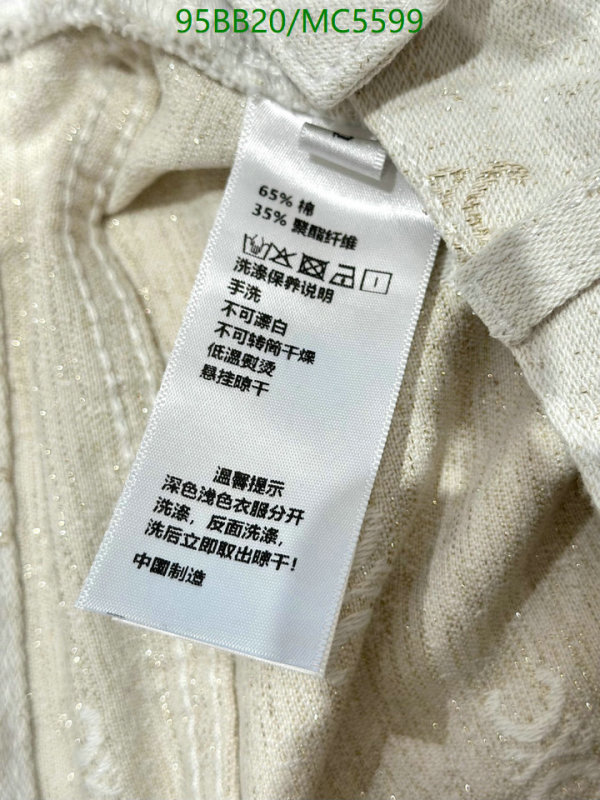 95BB20/MC5599
65% 棉
35% 聚酯纤维
洗涤保养说明
手洗
不可漂白
不可转筒干燥
低溫熨烫
悬挂晾干
溫馨提示
深色浅色衣服分开
洗涤，反面洗涤，
洗后立即取出晾干！
中國制造